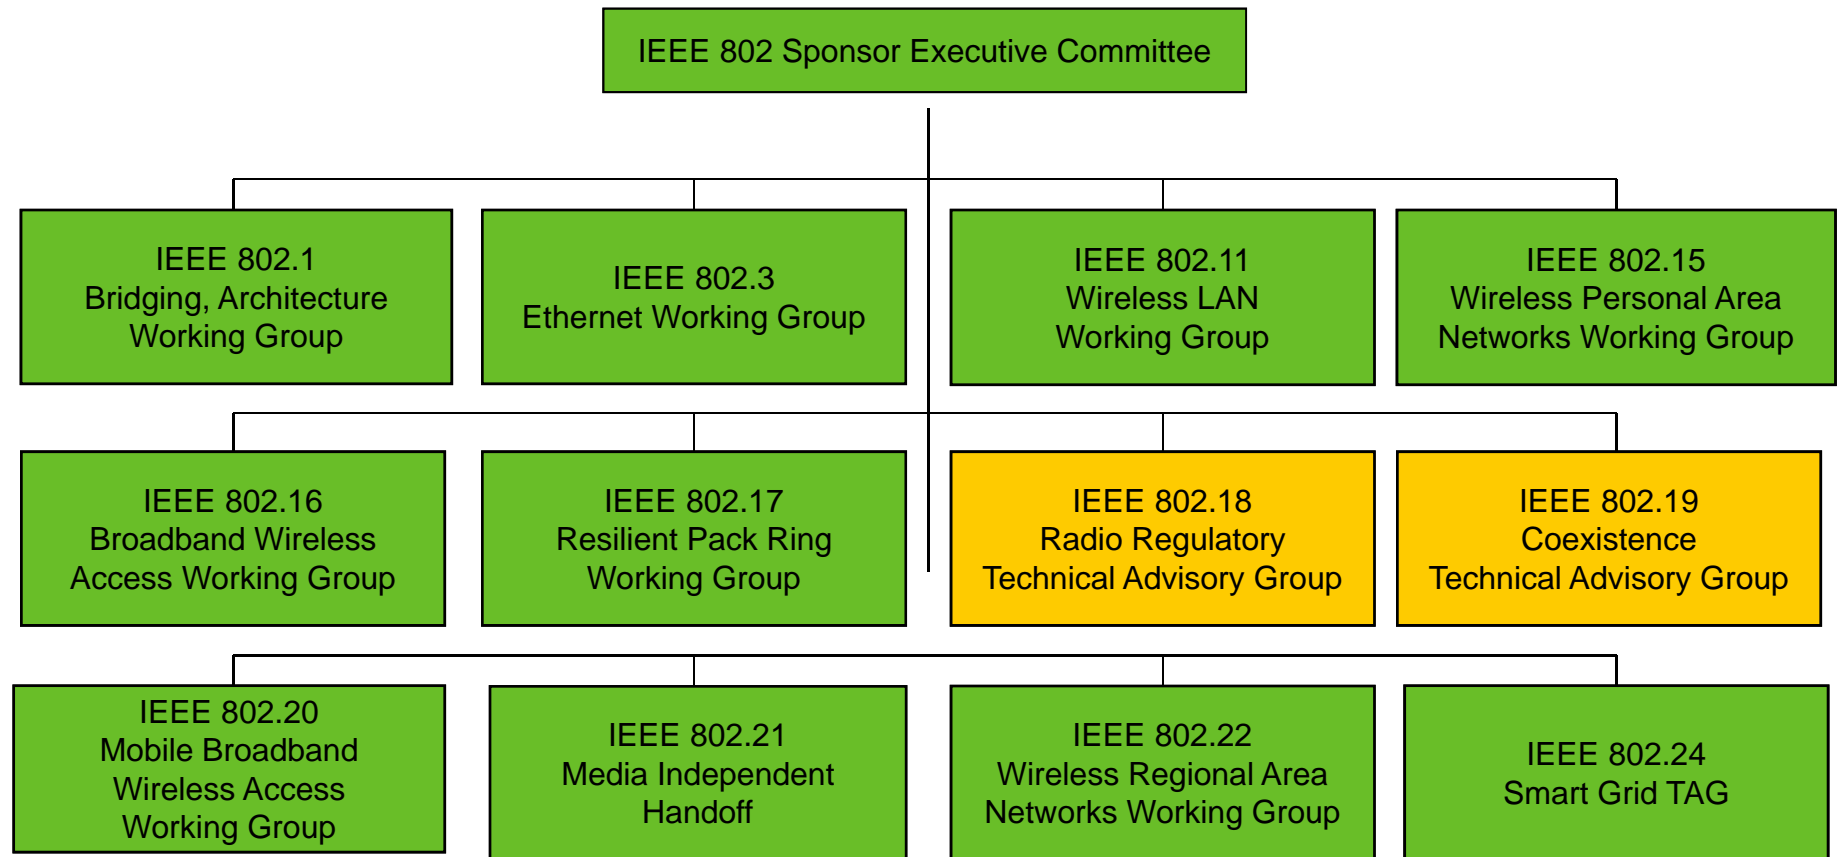 IEEE 802 Sponsor Executive Committee
IEEE 802.1
Bridging, Architecture
Working Group
IEEE 802.3
Ethernet Working Group
IEEE 802.11
Wireless LAN
Working Group
IEEE 802.15
Wireless Personal Area
Networks Working Group
IEEE 802.16
Broadband Wireless
Access Working Group
IEEE 802.17
Resilient Pack Ring
Working Group
IEEE 802.18
Radio Regulatory
Technical Advisory Group
IEEE 802.19
Coexistence
Technical Advisory Group
IEEE 802.20
Mobile Broadband
Wireless Access
Working Group
IEEE 802.21
Media Independent
Handoff
IEEE 802.22
Wireless Regional Area
Networks Working Group
IEEE 802.24
Smart Grid TAG